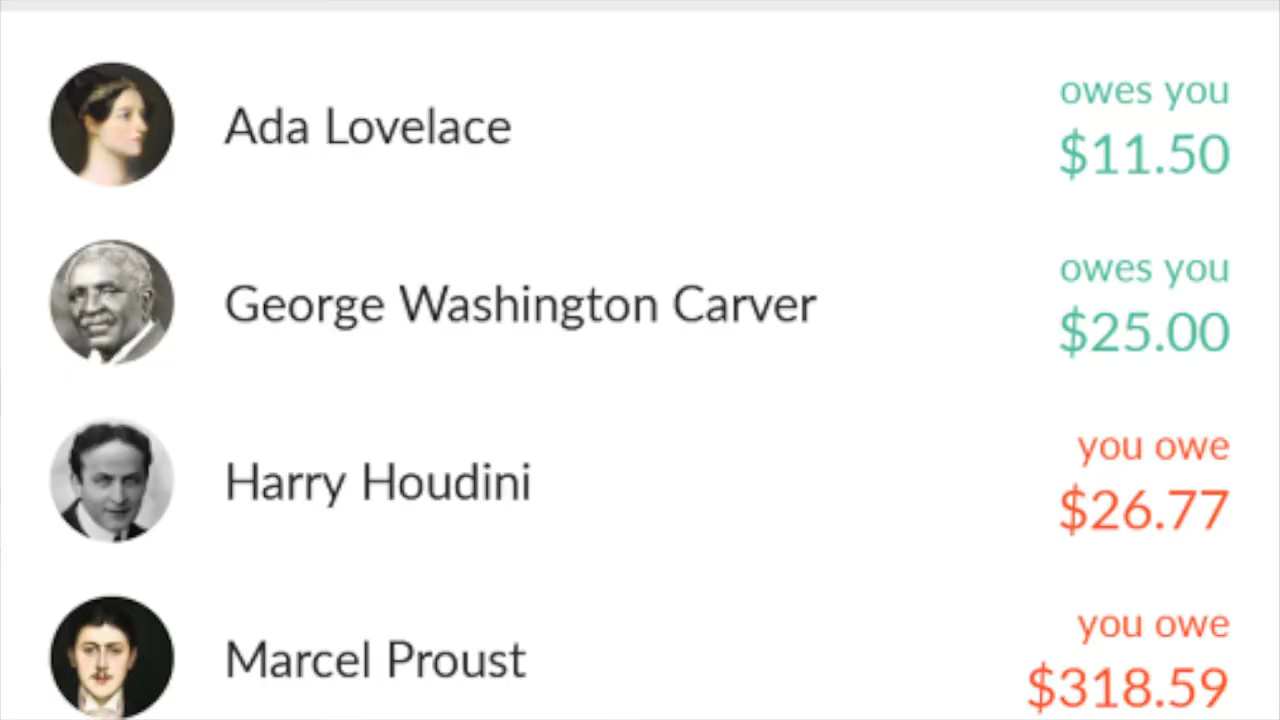 Ada Lovelace
owes you
$11.50
George Washington Carver
owes you
$25.00
Harry Houdini
you owe
$26.77
Marcel Proust
you owe
$318.59